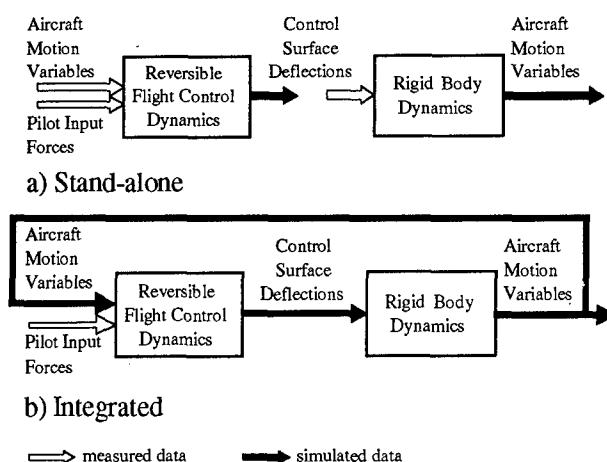 Aircraft
Motion
Variables
Pilot Input
Forces
Reversible
Flight Control
Dynamics
Control
Surface
Deflections
Rigid Body
Dynamics
Aircraft
Motion
Variables
a) Stand-alone
Aircraft
Motion
Variables
Pilot Input
Forces
Reversible
Flight Control
Dynamics
Control
Surface
Deflections
Rigid Body
Dynamics
Aircraft
Motion
Variables
b) Integrated
measured data
simulated data